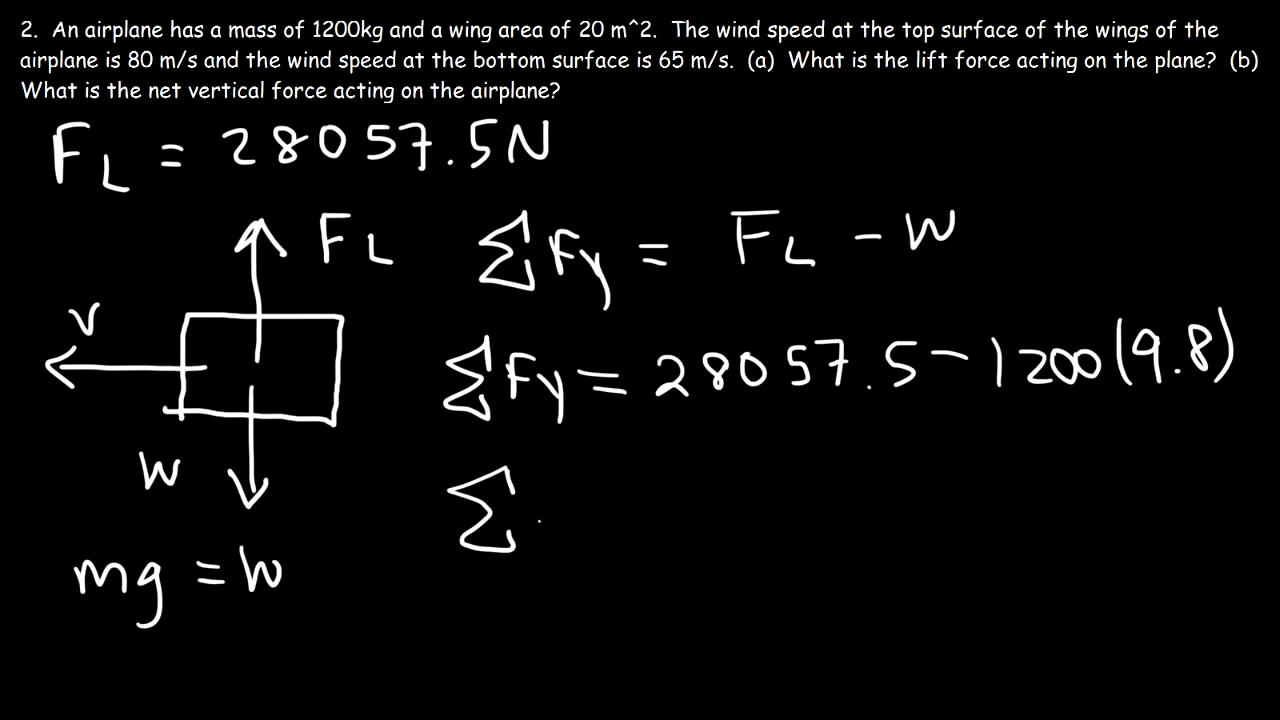 2. An airplane has a mass of 1200kg and a wing area of 20 m^2. The wind speed at the top surface of the wings of the
airplane is 80 m/s and the wind speed at the bottom surface is 65 m/s. (a) What is the lift force acting on the plane? (b)
What is the net vertical force acting on the airplane?
FL = 28057.5N
FL
ΣFy = FL - W
V
ΣFy = 28057.5 - 1200(9.8)
W
Σ
mg = W